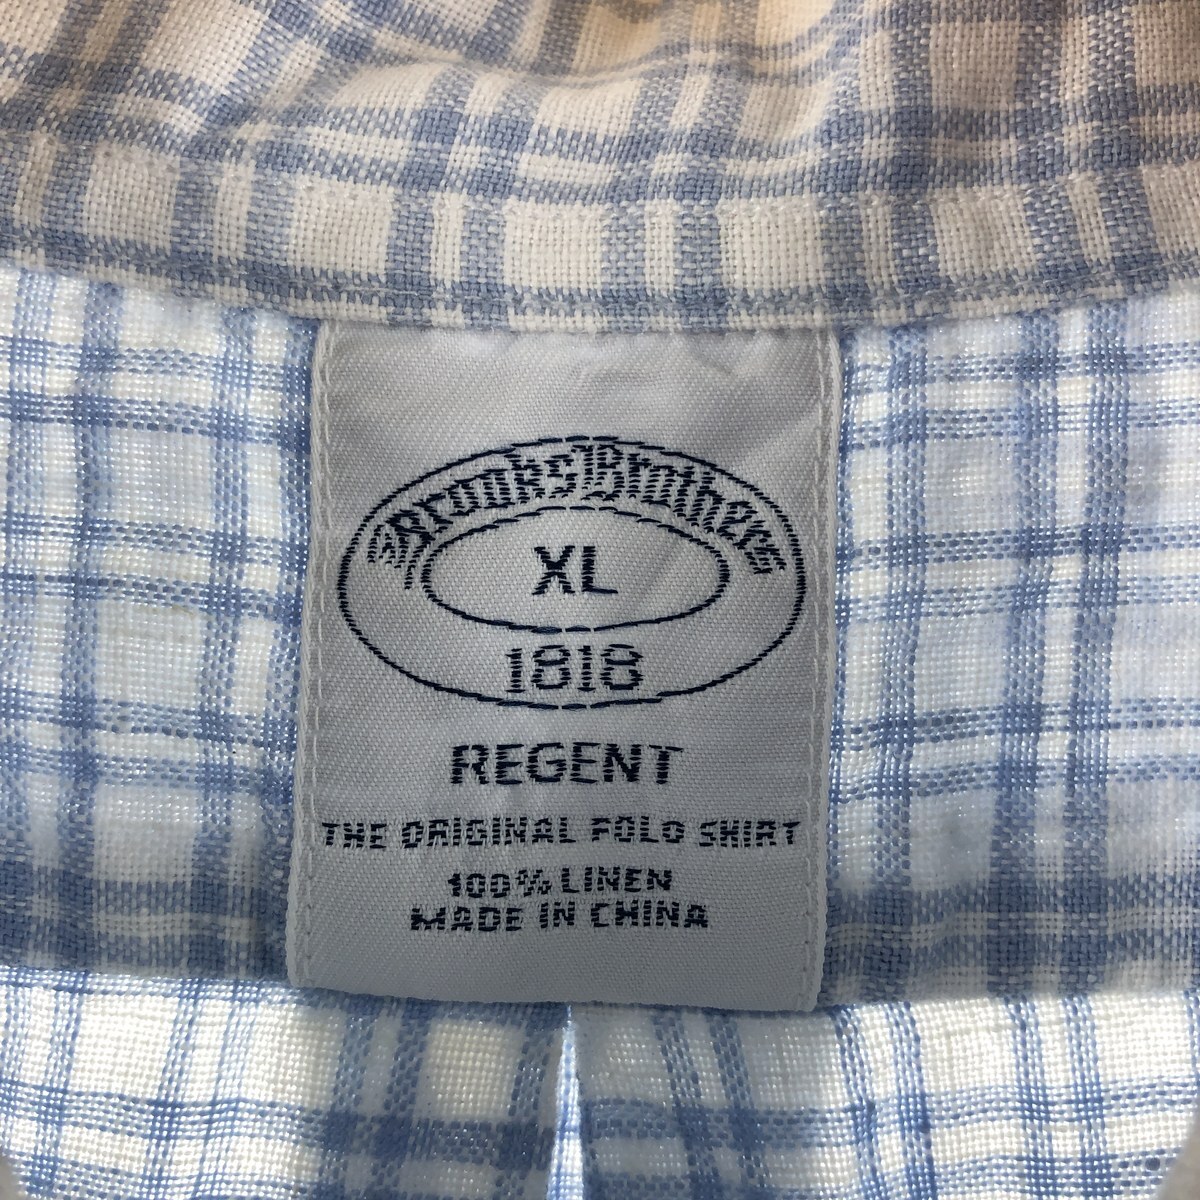 Brooks Brothers
XL
1818
REGENT
THE ORIGINAL POLO SHIRT
100% LINEN
MADE IN CHINA